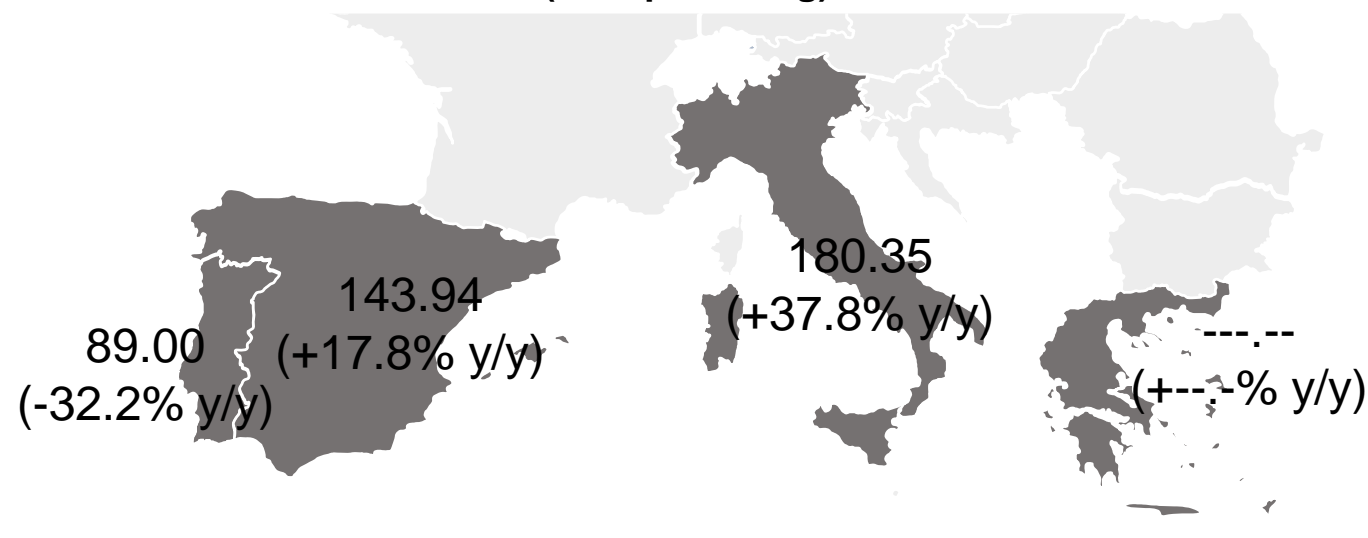 180.35
(+37.8% y/y)
143.94
(+17.8% y/y)
89.00
(-32.2% y/y)
---.--
(+--.-% y/y)